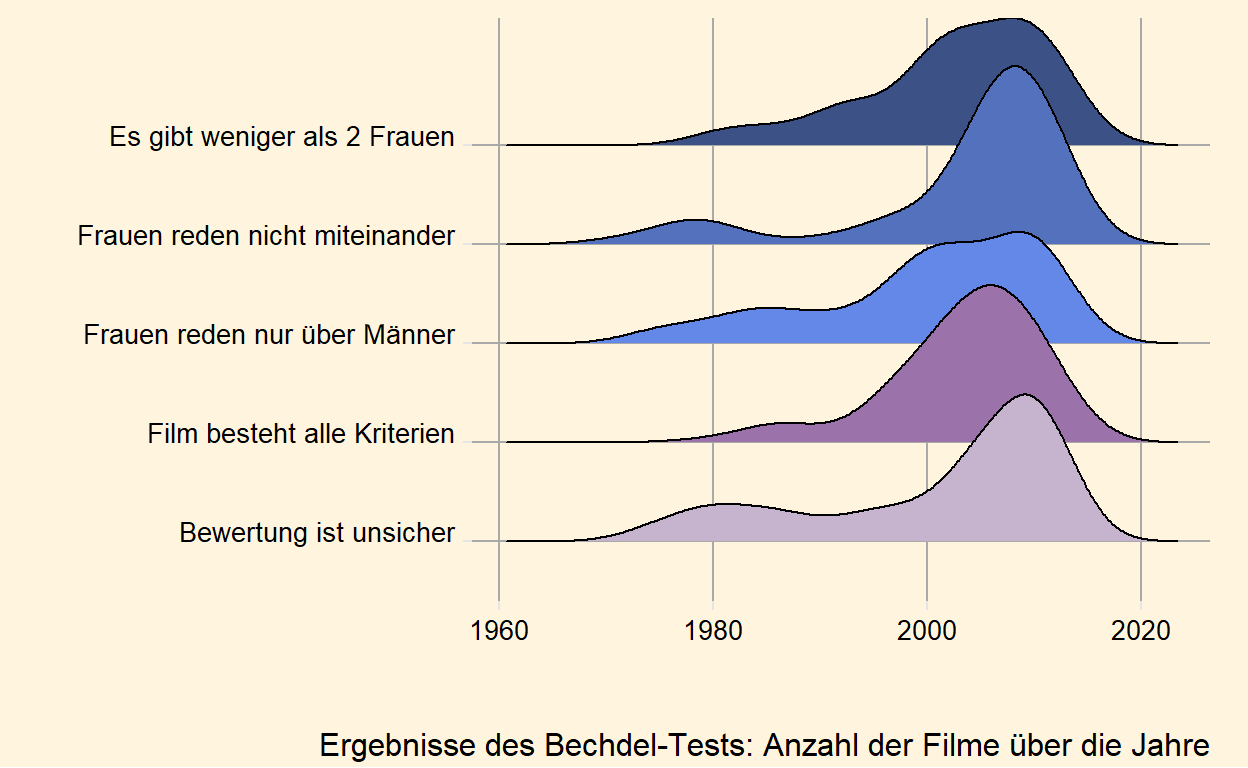 Es gibt weniger als 2 Frauen
Frauen reden nicht miteinander
Frauen reden nur über Männer
Film besteht alle Kriterien
Bewertung ist unsicher
1960 1980 2000 2020
Ergebnisse des Bechdel-Tests: Anzahl der Filme über die Jahre